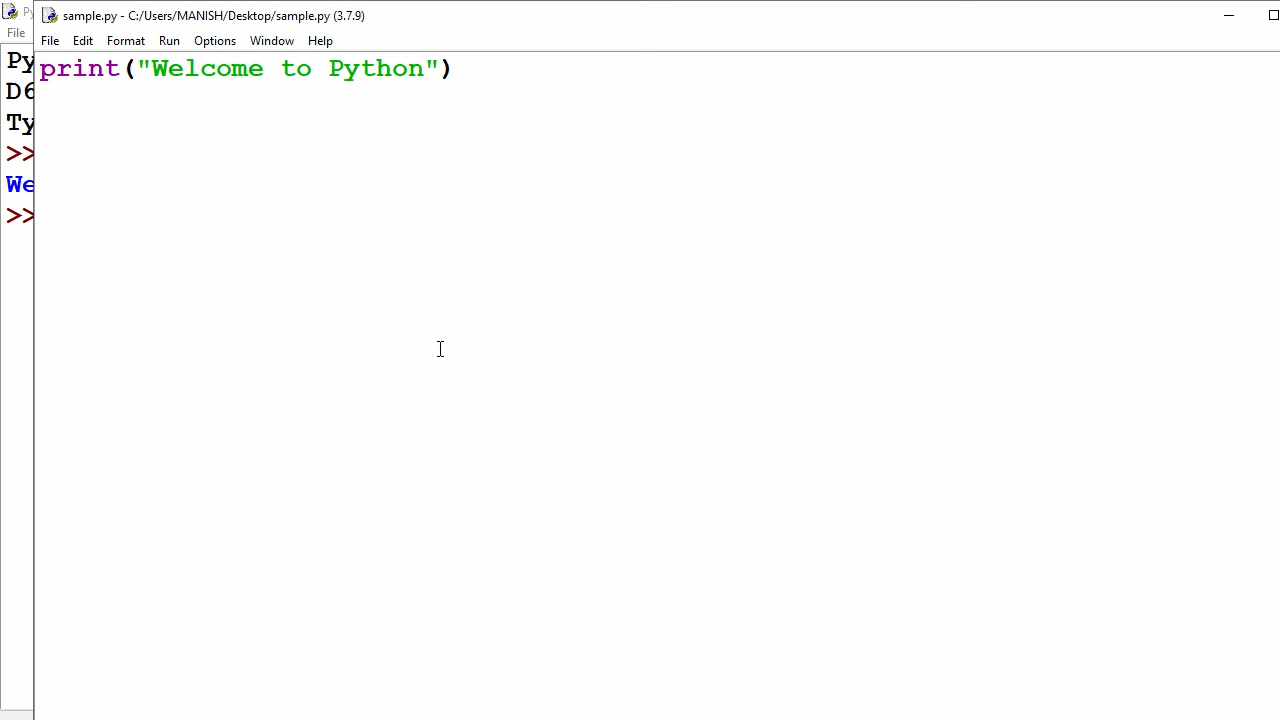 sample.py - C:/Users/MANISH/Desktop/sample.py (3.7.9)
File Edit Format Run Options Window Help
print("Welcome to Python")
File
>>
>>